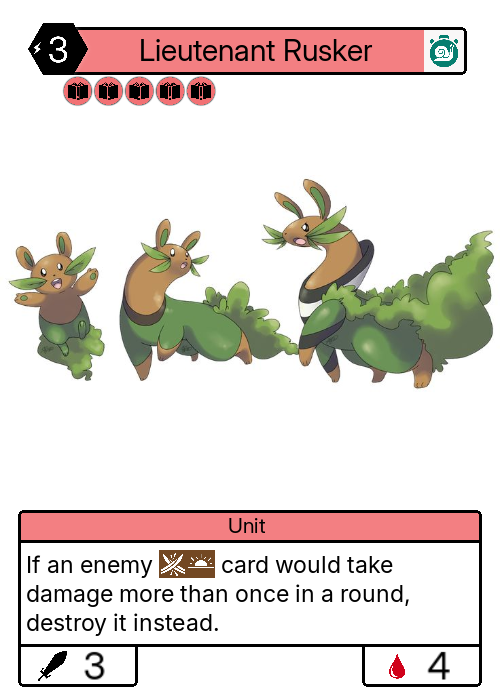 3 Lieutenant Rusker
Unit
If an enemy card would take
damage more than once in a round,
destroy it instead.
3 4